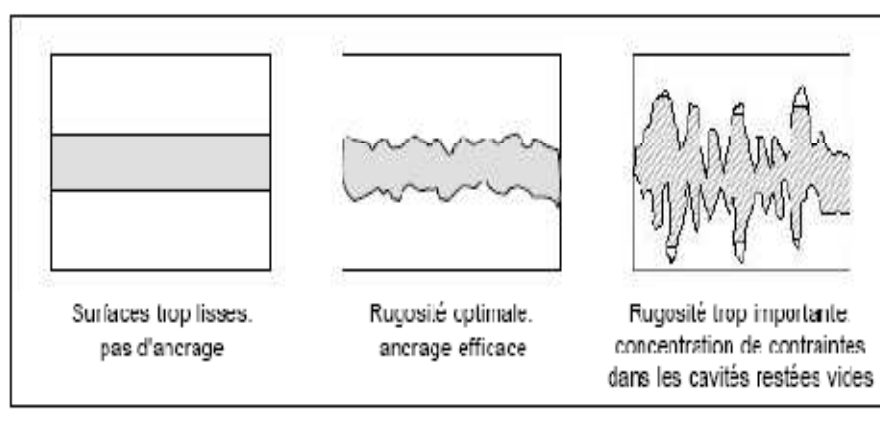 Surfaces trop lisses.
pas d'ancrage
Rugosité optimale.
ancrage efficace
Rugosité trop importante
concentration de contraintes
dans les cavités restées vides